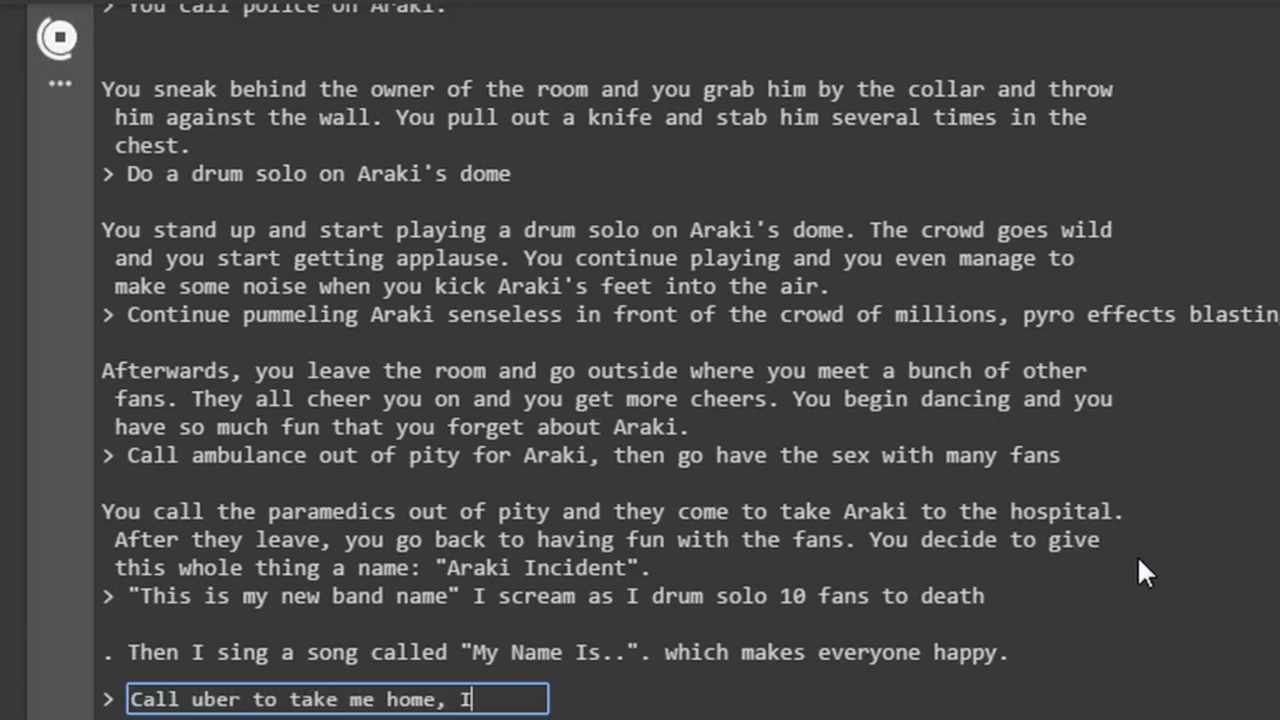 > You call police on Araki.
You sneak behind the owner of the room and you grab him by the collar and throw
him against the wall. You pull out a knife and stab him several times in the
chest.
> Do a drum solo on Araki's dome
You stand up and start playing a drum solo on Araki's dome. The crowd goes wild
and you start getting applause. You continue playing and you even manage to
make some noise when you kick Araki's feet into the air.
> Continue pummeling Araki senseless in front of the crowd of millions, pyro effects blastin
Afterwards, you leave the room and go outside where you meet a bunch of other
fans. They all cheer you on and you get more cheers. You begin dancing and you
have so much fun that you forget about Araki.
> Call ambulance out of pity for Araki, then go have the sex with many fans
You call the paramedics out of pity and they come to take Araki to the hospital.
After they leave, you go back to having fun with the fans. You decide to give
this whole thing a name: "Araki Incident".
> "This is my new band name" I scream as I drum solo 10 fans to death
. Then I sing a song called "My Name Is..". which makes everyone happy.
> Call uber to take me home, I